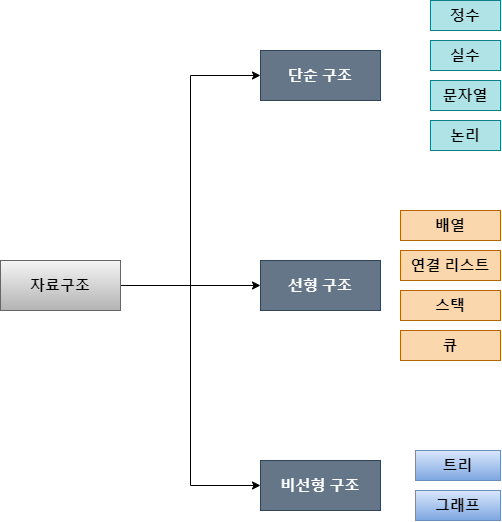 자료구조
단순 구조
정수
실수
문자열
논리
선형 구조
배열
연결 리스트
스택
큐
비선형 구조
트리
그래프